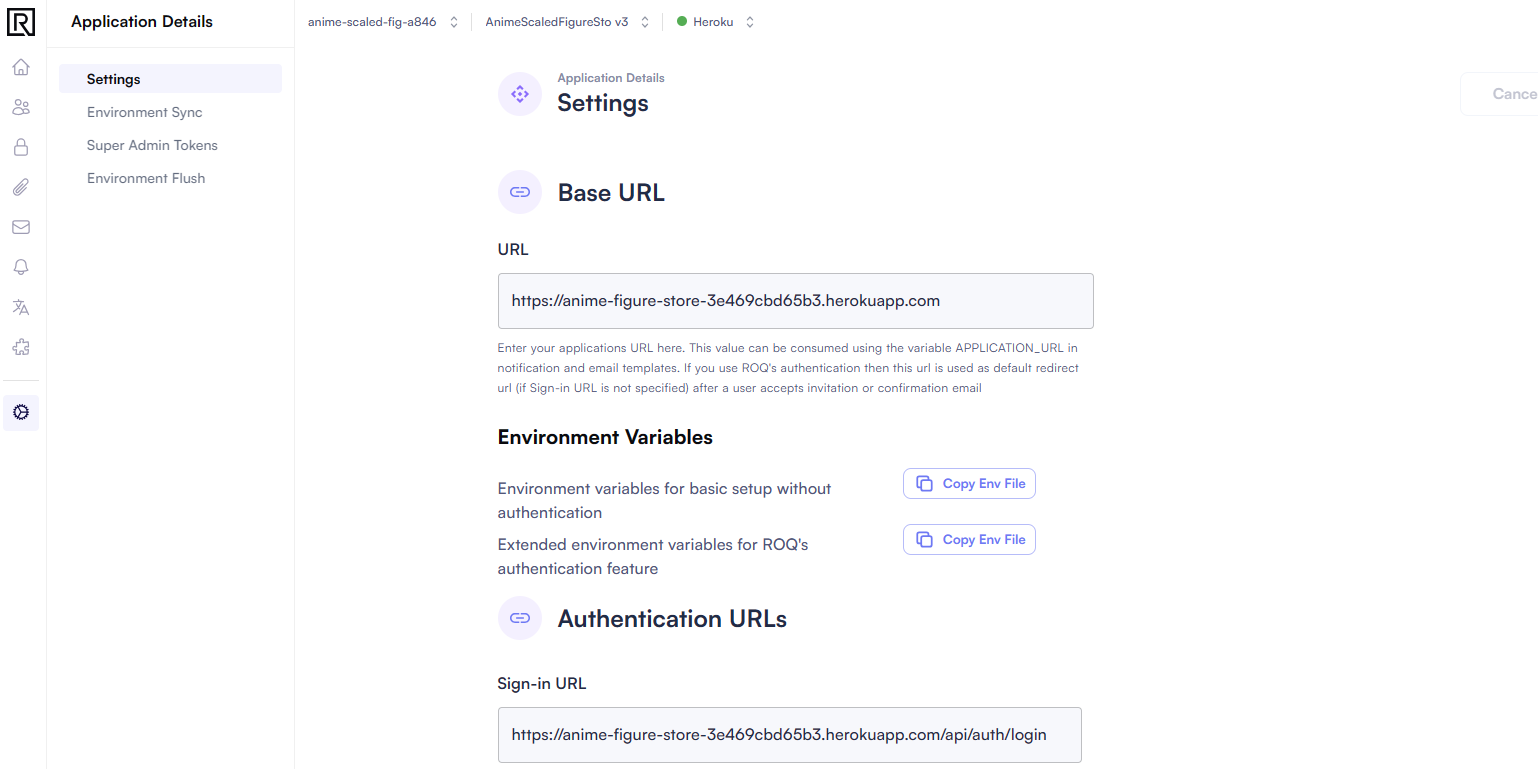 Application Details
anime-scaled-fig-a846
AnimeScaledFigureSto v3
Heroku
Settings
Environment Sync
Super Admin Tokens
Environment Flush
Application Details
Settings
Cance
Base URL
URL
https://anime-figure-store-3e469cbd65b3.herokuapp.com
Enter your applications URL here. This value can be consumed using the variable APPLICATION_URL in
notification and email templates. If you use ROQ's authentication then this url is used as default redirect
url (if Sign-in URL is not specified) after a user accepts invitation or confirmation email
Environment Variables
Environment variables for basic setup without
authentication
Copy Env File
Extended environment variables for ROQ's
authentication feature
Copy Env File
Authentication URLs
Sign-in URL
https://anime-figure-store-3e469cbd65b3.herokuapp.com/api/auth/login